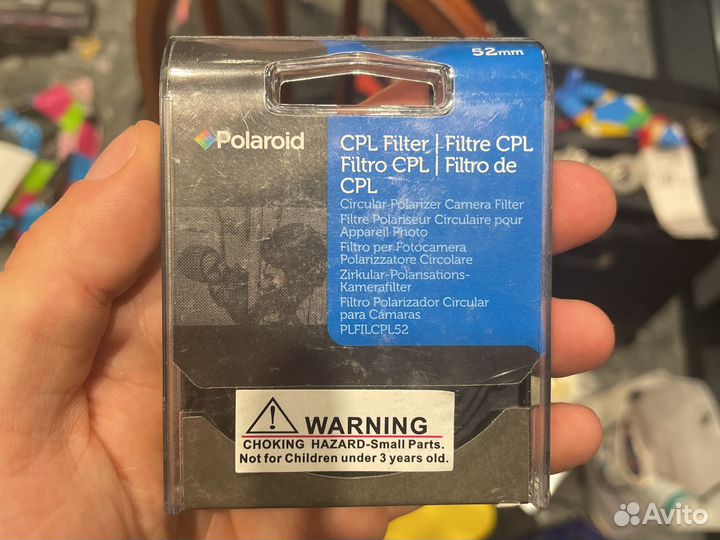 52mm
Polaroid
CPL Filter | Filtre CPL
Filtro CPL | Filtro de
CPL
Circular-Polarizer Camera Filter
Filtre Polariseur Circulaire pour
Appareil Photo
Filtro per Fotocamera
Polarizzatore Circolare
Zirkular-Polarisations-
Kamerafilter
Filtro Polarizador Circular
para Cámaras
PLFILCPL52
WARNING
CHOKING HAZARD-Small Parts.
Not for Children under 3 years old.
Avito